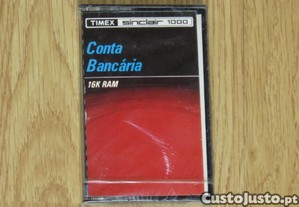 TIMEX sinclair 1000
Conta
Bancária
16K RAM
CustoJusto.pt